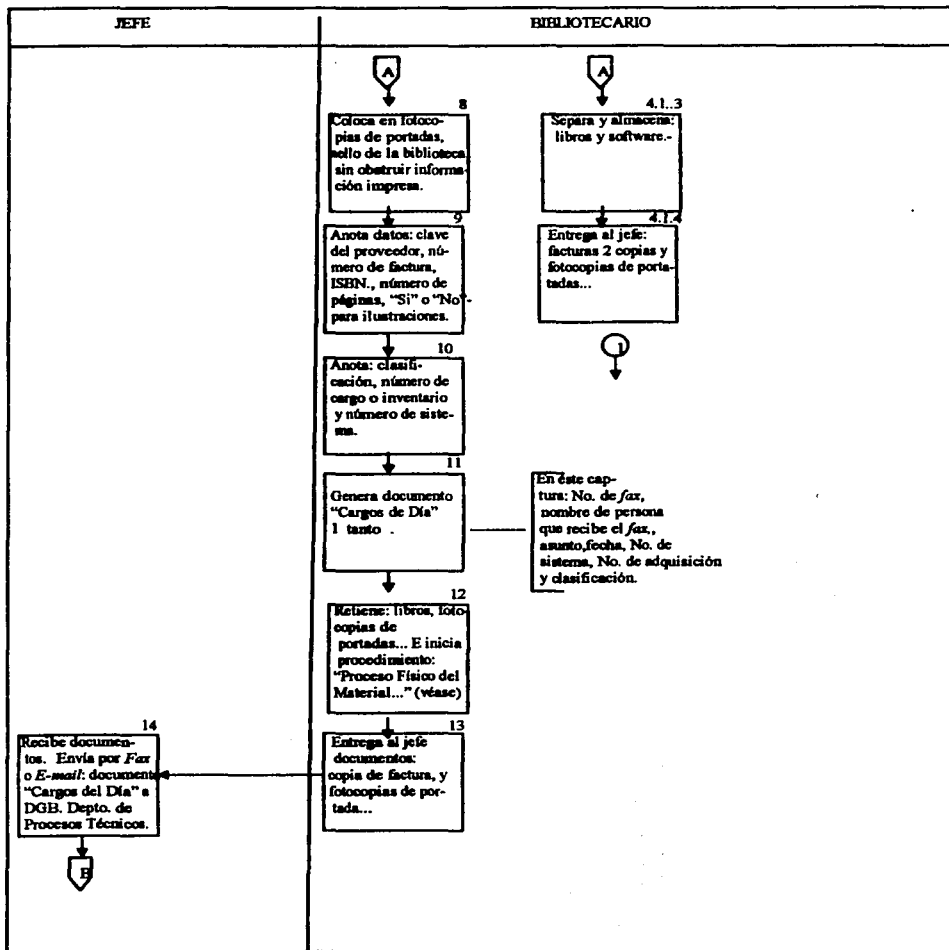 JEFE
BIBLIOTECARIO
A
8
Coloca en fotoco-
pias de portadas,
sello de la biblioteca
sin obstruir informa-
ción impresa.
9
Anota datos: clave
del proveedor, nú-
mero de factura,
ISBN., número de
páginas, “Si” o “No”-
para ilustraciones.
10
Anota: clasifi-
cación, número de
cargo o inventario
y número de siste-
ma.
11
Genera documento
“Cargos de Día”
1 tanto .
En éste cap-
tura: No. de fax,
nombre de persona
que recibe el fax,,
asunto,fecha, No. de
sistema, No. de adquisición
y clasificación.
12
Retiene: libros, foto-
copias de
portadas... E inicia
procedimiento:
“Proceso Físico del
Material...” (véase)
13
Entrega al jefe
documentos:
copia de factura, y
fotocopias de por-
tada...
14
Recibe documen-
tos. Envía por Fax
o E-mail: documento
“Cargos del Día” a
DGB. Depto. de
Procesos Técnicos.
B
A
4.1..3
Separa y almacena:
libros y software.-
4.1.4
Entrega al jefe:
facturas 2 copias y
fotocopias de porta-
tadas...
1